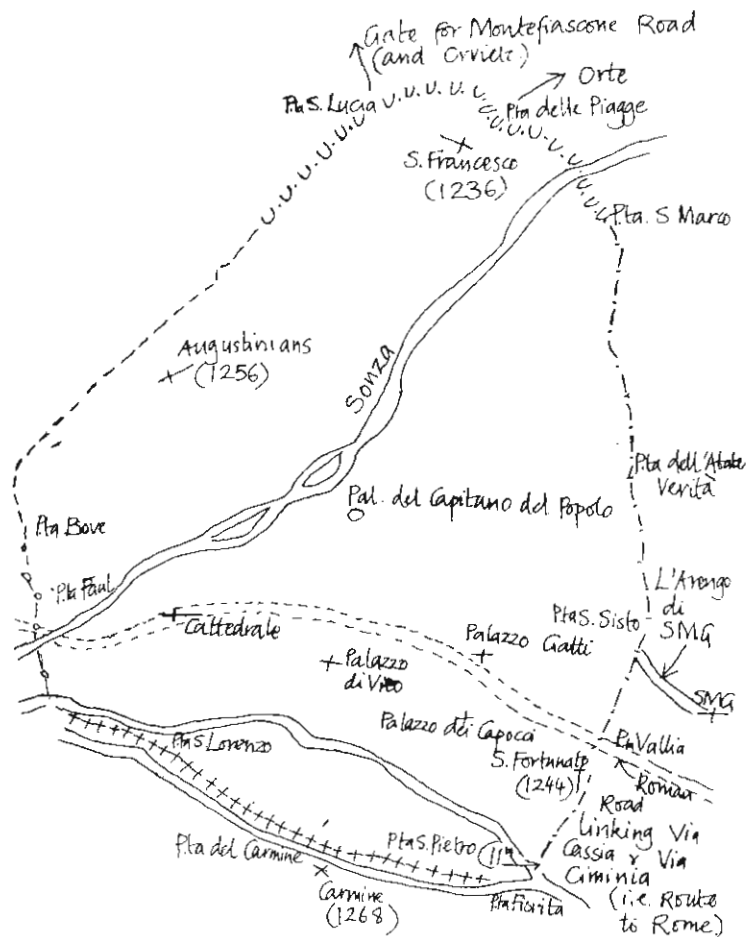 Gate for Montefiascone Road
(and Orviete)
Pta S. Lucia
Orte
Pta delle Piagge
S. Francesco
(1236)
Pta. S Marco
Augustinians
(1256)
Sonza
Pta dell'Abate
Verità
Pal. del Capitano del Popolo
Pta Bove
Pta Faul
L'Arengo
di
SMG
Pta S. Sisto
Cattedrale
Palazzo
Gatti
Palazzo
di Vico
SMG
Palazzo dei Capocci
Pta Vallia
Pta S. Lorenzo
S. Fortunato
(1244)
Roman
Road
linking Via
Cassia & Via
Ciminia
(i.e. Route
to Rome)
Pta S. Pietro
Pta del Carmine
Carmine
(1268)
Pta Fiorita